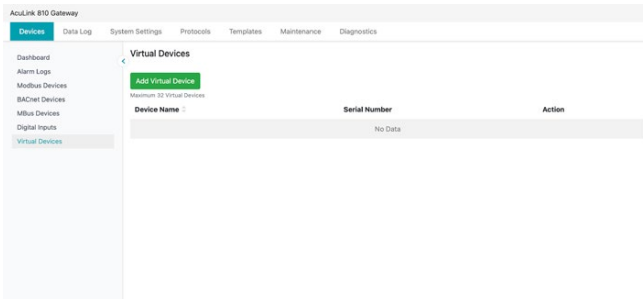 AcuLink 810 Gateway
Devices Data Log System Settings Protocols Templates Maintenance Diagnostics
Dashboard
Alarm Logs
Modbus Devices
BACnet Devices
MBus Devices
Digital Inputs
Virtual Devices
Virtual Devices
Add Virtual Device
Maximum 32 Virtual Devices
Device Name Serial Number Action
No Data